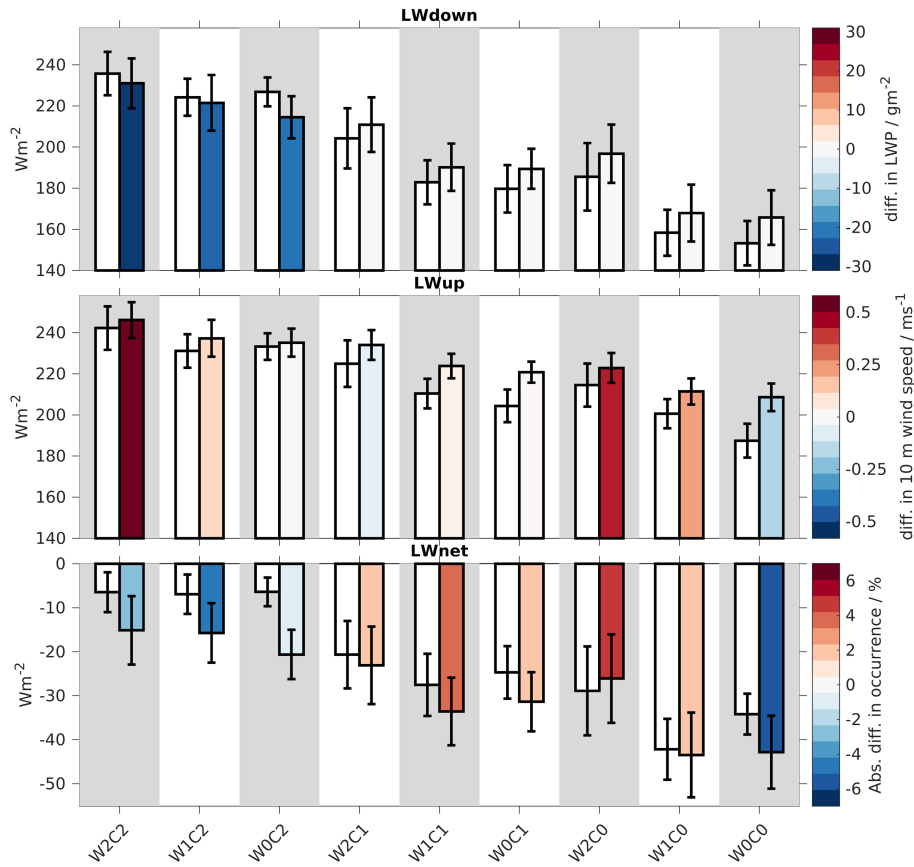 LWdown
240
220
200
180
160
140
Wm-2
30
20
10
0
-10
-20
-30
diff. in LWP / gm-2
LWup
240
220
200
180
160
140
Wm-2
0.5
0.25
0
-0.25
-0.5
diff. in 10 m wind speed / ms-1
LWnet
0
-10
-20
-30
-40
-50
Wm-2
6
4
2
0
-2
-4
-6
Abs. diff. in occurrence / %
W2C2
W1C2
W0C2
W2C1
W1C1
W0C1
W2C0
W1C0
W0C0